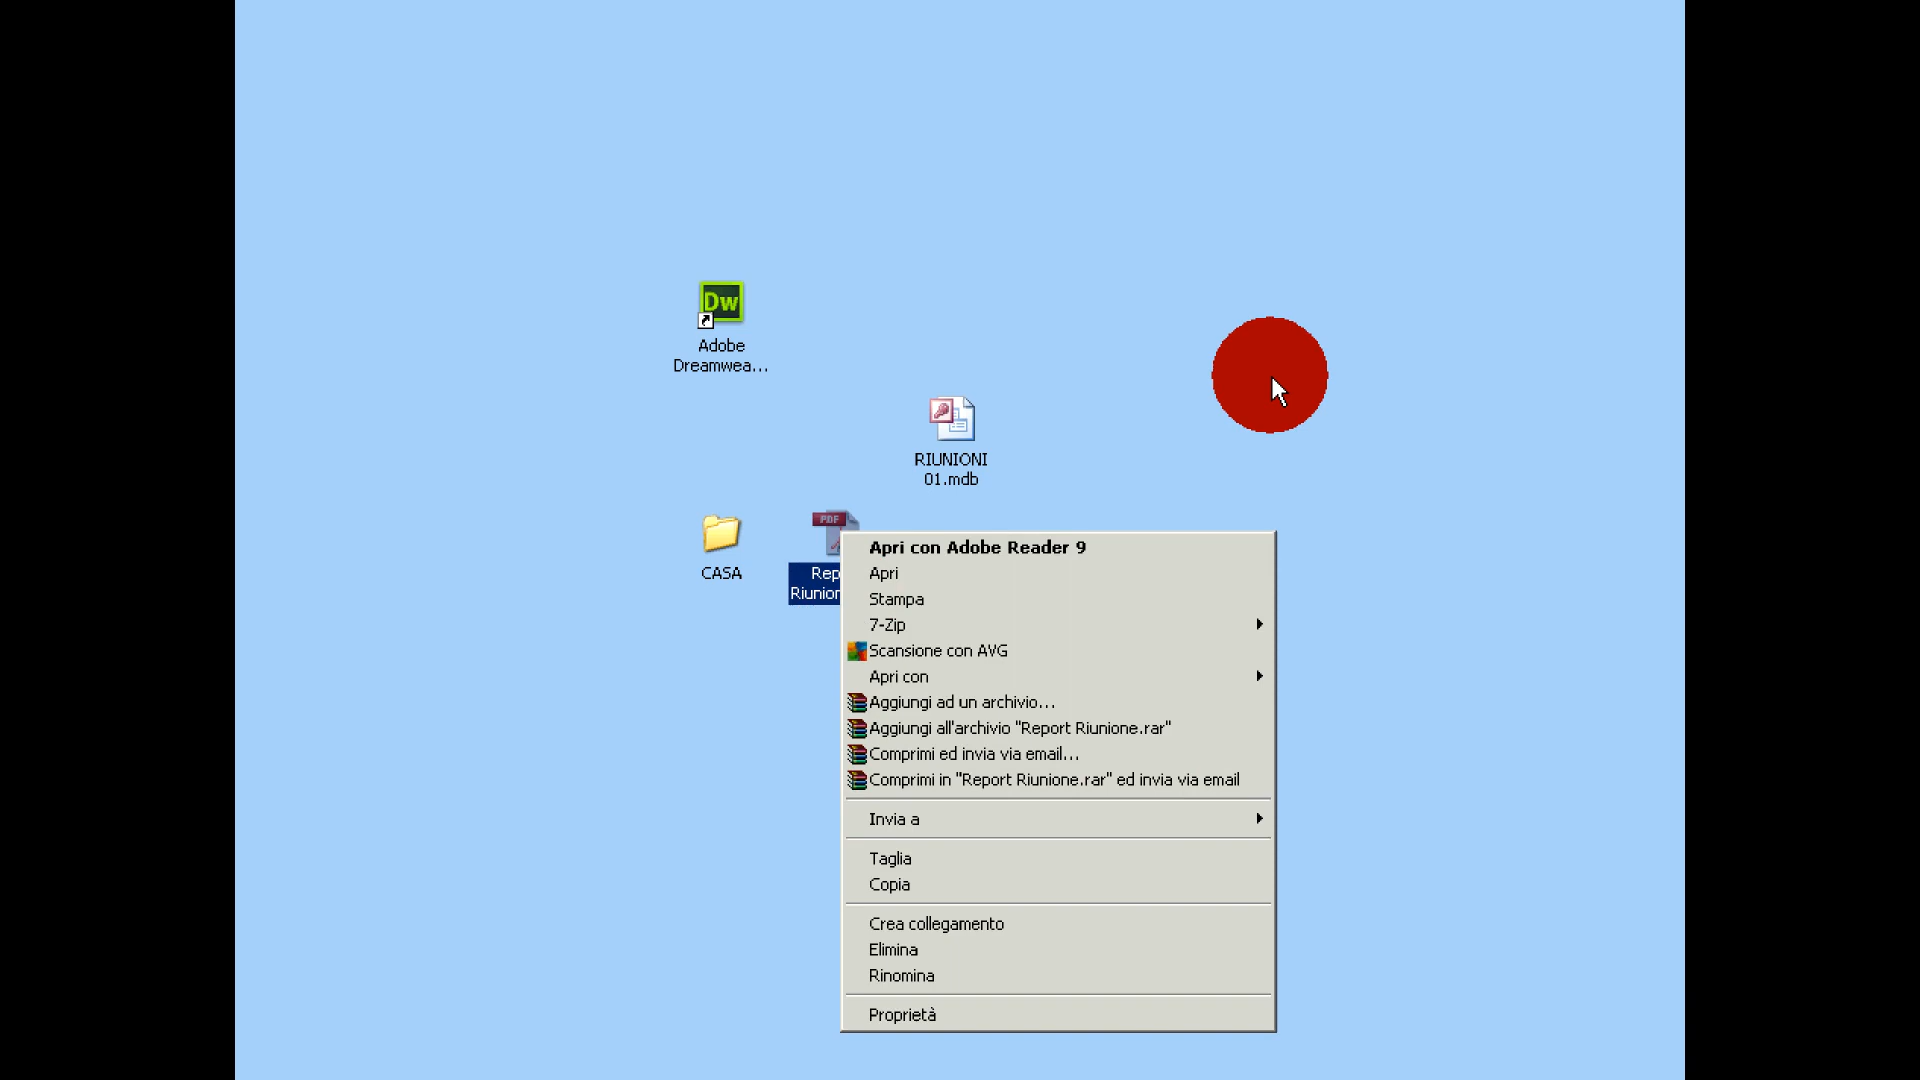 Dw
Adobe
Dreamwea...
RIUNIONI
01.mdb
CASA
PDF
Apri con Adobe Reader 9
Apri
Stampa
7-Zip
Scansione con AVG
Apri con
Aggiungi ad un archivio...
Aggiungi all'archivio "Report Riunione.rar"
Comprimi ed invia via email...
Comprimi in "Report Riunione.rar" ed invia via email
Invia a
Taglia
Copia
Crea collegamento
Elimina
Rinomina
Proprietà